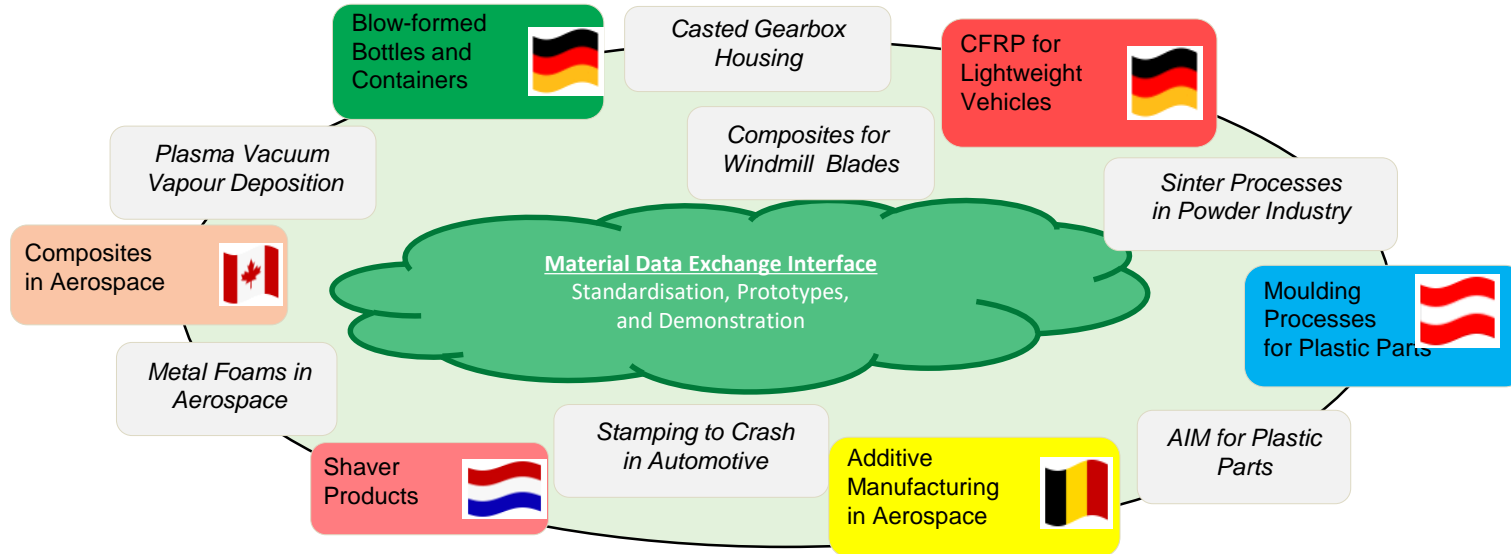 Blow-formed
Bottles and
Containers
Casted Gearbox
Housing
CFRP for
Lightweight
Vehicles
Plasma Vacuum
Vapour Deposition
Composites for
Windmill Blades
Sinter Processes
in Powder Industry
Composites
in Aerospace
Material Data Exchange Interface
Standardisation, Prototypes,
and Demonstration
Moulding
Processes
for Plastic Parts
Metal Foams in
Aerospace
Shaver
Products
Stamping to Crash
in Automotive
Additive
Manufacturing
in Aerospace
AIM for Plastic
Parts